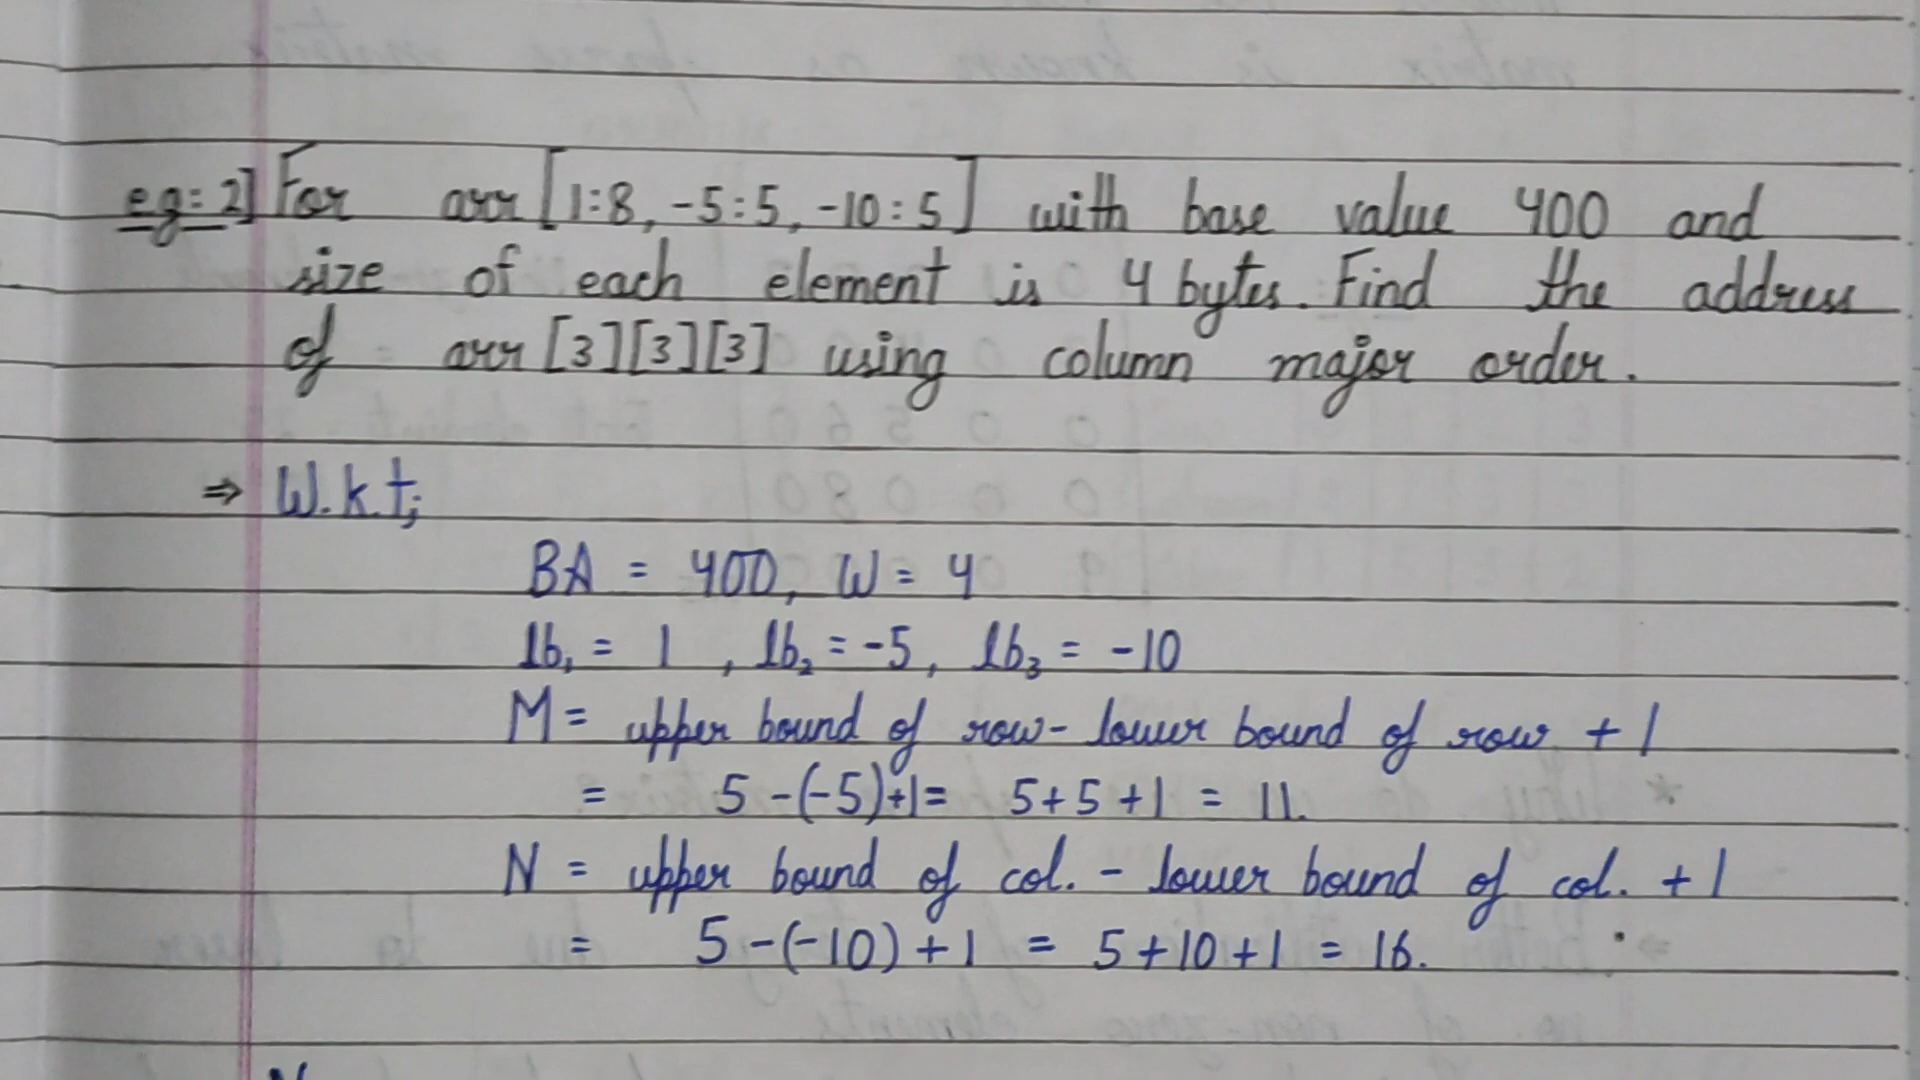 eg:2] For arr [1:8, -5:5, -10:5] with base value 400 and
size of each element is 4 bytes. Find the address
of arr [3][3][3] using column major order.
⇒ W.k.t;
BA = 400, W = 4
lb₁ = 1 , lb₂ = -5, lb₃ = -10
M = upper bound of row - lower bound of row + 1
= 5 -(-5)+1 = 5+5+1 = 11.
N = upper bound of col. - lower bound of col. + 1
= 5-(-10)+1 = 5+10+1 = 16.